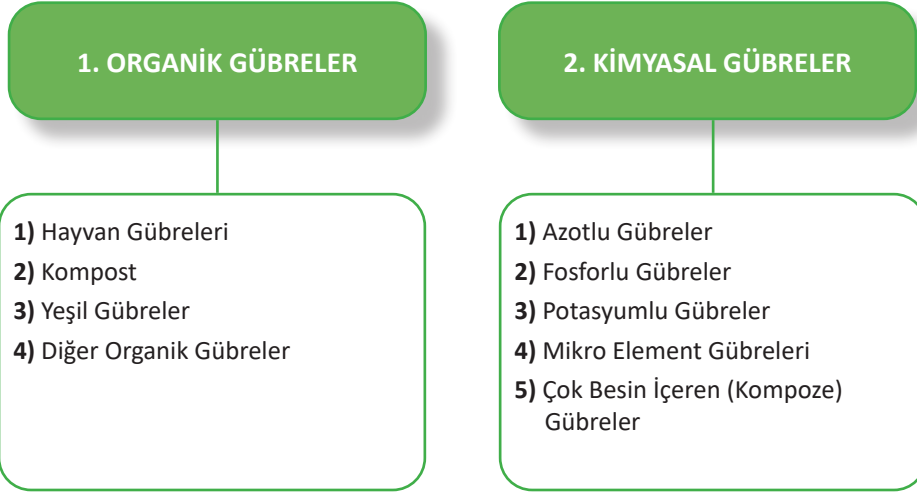 1. ORGANİK GÜBRELER
1) Hayvan Gübreleri
2) Kompost
3) Yeşil Gübreler
4) Diğer Organik Gübreler
2. KİMYASAL GÜBRELER
1) Azotlu Gübreler
2) Fosforlu Gübreler
3) Potasyumlu Gübreler
4) Mikro Element Gübreleri
5) Çok Besin İçeren (Kompoze)
Gübreler